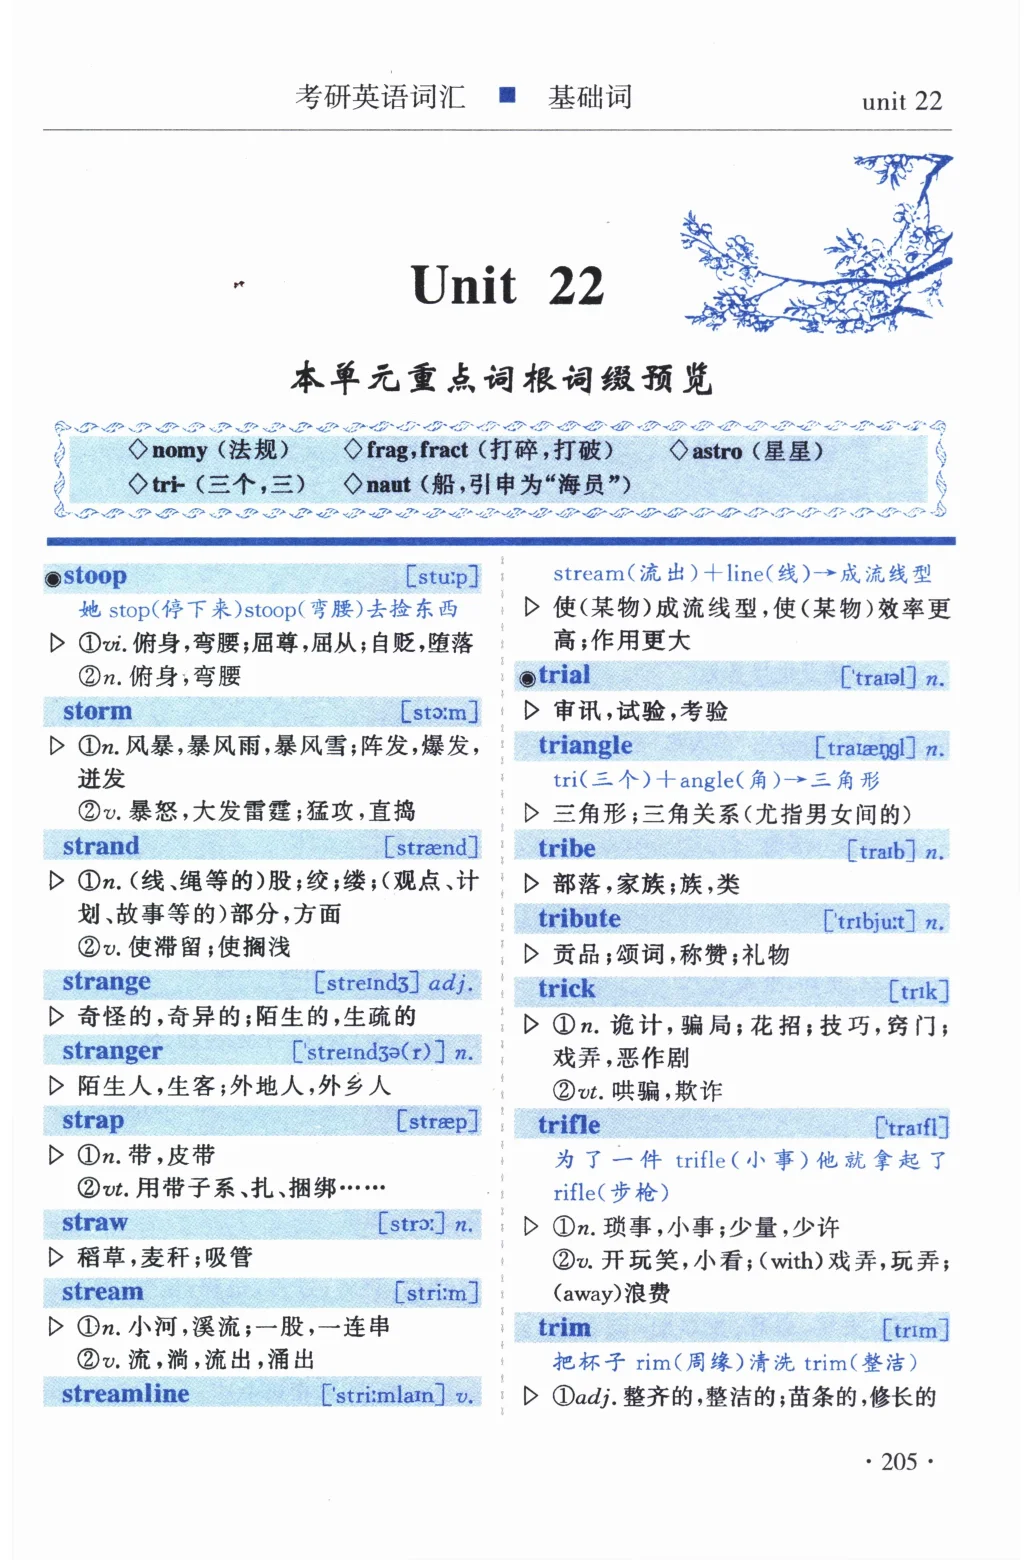 考研英语词汇 ■ 基础词 unit 22
Unit 22
本单元重点词根词缀预览
◇nomy (法规) ◇frag,fract (打碎,打破) ◇astro (星星)
◇tri- (三个,三) ◇naut (船,引申为“海员”)
◉stoop [stuːp]
她 stop(停下来)stoop(弯腰)去捡东西
▷ ①vi. 俯身,弯腰;屈尊,屈从;自贬,堕落
②n. 俯身,弯腰
storm [stɔːm]
▷ ①n. 风暴,暴风雨,暴风雪;阵发,爆发,
迸发
②v. 暴怒,大发雷霆;猛攻,直捣
strand [strænd]
▷ ①n. (线、绳等的)股;绞;缕;(观点、计
划、故事等的)部分,方面
②v. 使滞留;使搁浅
strange [streɪndʒ] adj.
▷ 奇怪的,奇异的;陌生的,生疏的
stranger [ˈstreɪndʒə(r)] n.
▷ 陌生人,生客;外地人,外乡人
strap [stræp]
▷ ①n. 带,皮带
②vt. 用带子系、扎、捆绑……
straw [strɔː] n.
▷ 稻草,麦秆;吸管
stream [striːm]
▷ ①n. 小河,溪流;一股,一连串
②v. 流,淌,流出,涌出
streamline [ˈstriːmlaɪn] v.
stream(流出)+line(线)→成流线型
▷ 使(某物)成流线型,使(某物)效率更
高;作用更大
◉trial [ˈtraɪəl] n.
▷ 审讯,试验,考验
triangle [traɪæŋgl] n.
tri(三个)+angle(角)→三角形
▷ 三角形;三角关系(尤指男女间的)
tribe [traɪb] n.
▷ 部落,家族;族,类
tribute [ˈtrɪbjuːt] n.
▷ 贡品;颂词,称赞;礼物
trick [trɪk]
▷ ①n. 诡计,骗局;花招;技巧,窍门;
戏弄,恶作剧
②vt. 哄骗,欺诈
trifle [ˈtraɪfl]
为了一件 trifle(小事)他就拿起了
rifle(步枪)
▷ ①n. 琐事,小事;少量,少许
②v. 开玩笑,小看;(with)戏弄,玩弄;
(away)浪费
trim [trɪm]
把杯子 rim(周缘)清洗 trim(整洁)
▷ ①adj. 整齐的,整洁的;苗条的,修长的
· 205 ·